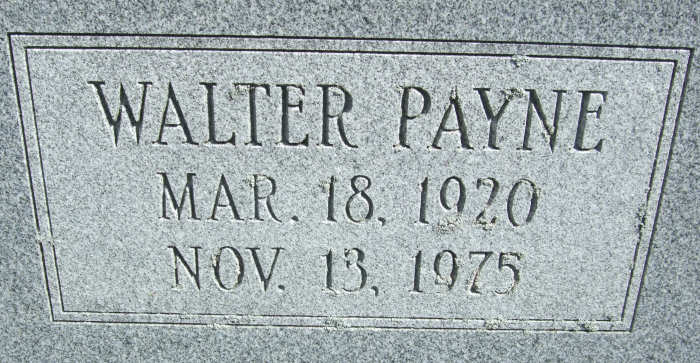 WALTER PAYNE
MAR. 18, 1920
NOV. 13, 1975